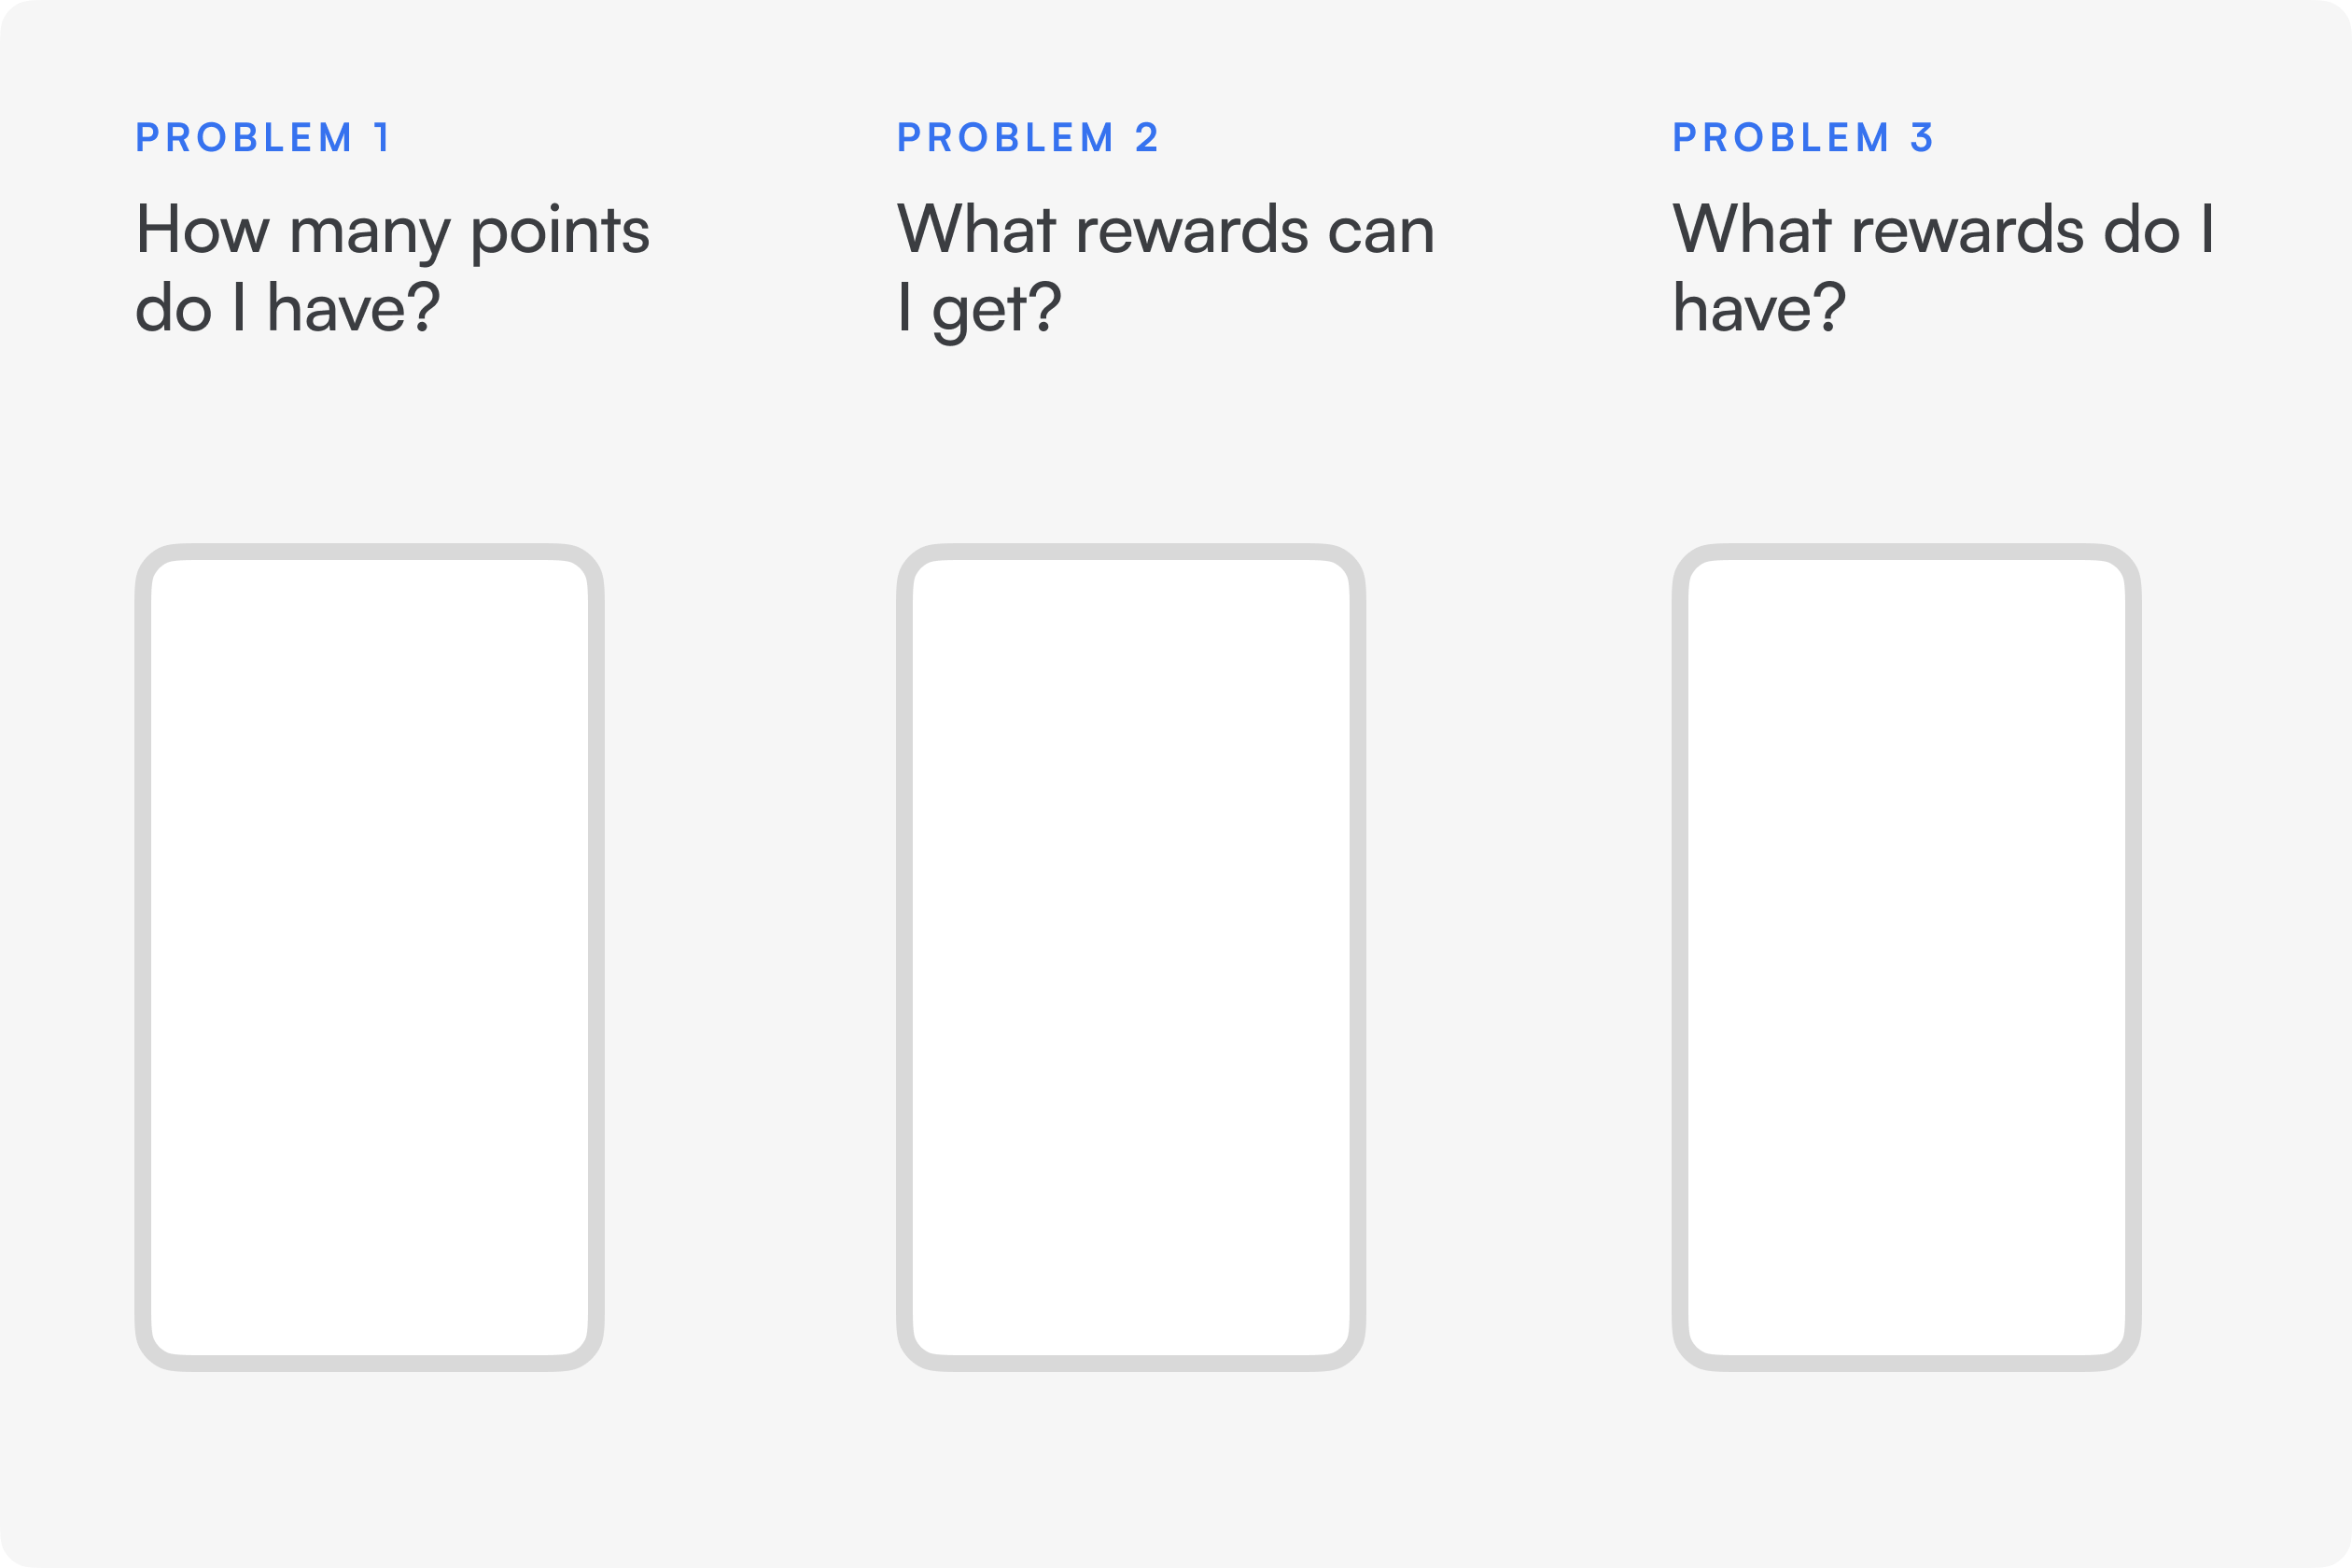 PROBLEM 1
How many points
do I have?
PROBLEM 2
What rewards can
I get?
PROBLEM 3
What rewards do I
have?